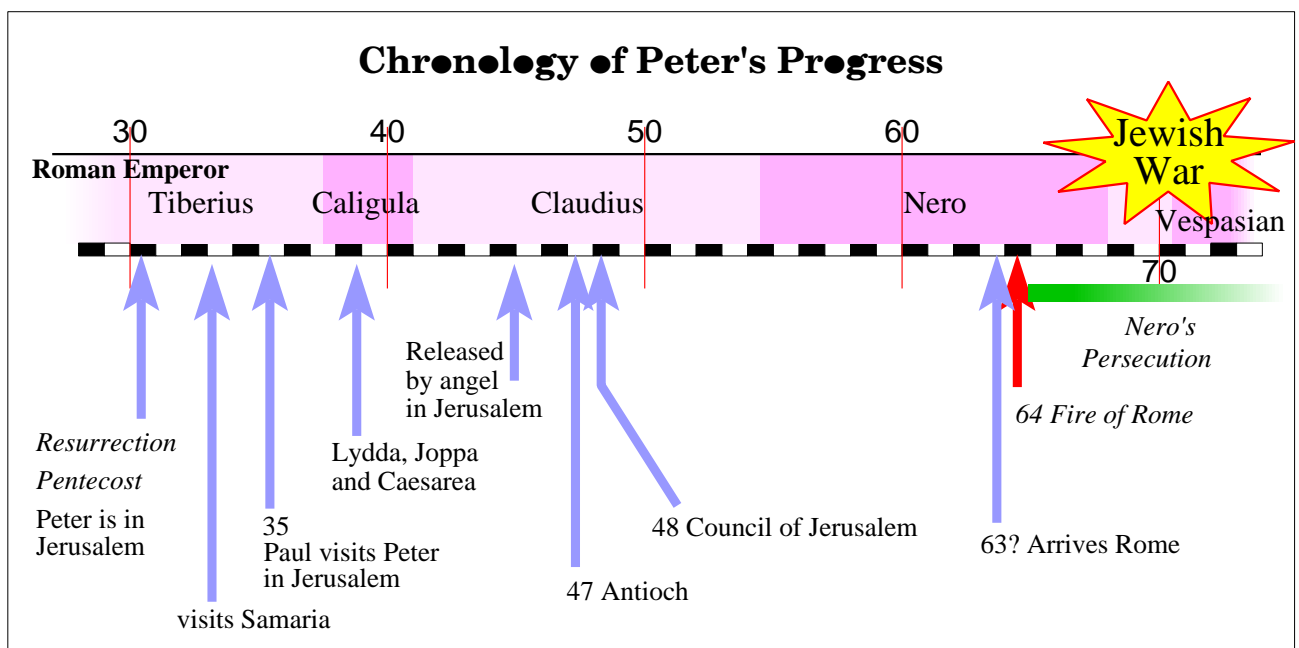 Chronology of Peter's Progress
30
40
50
60
Jewish
War
Roman Emperor
Tiberius
Caligula
Claudius
Nero
Vespasian
70
Nero's
Persecution
Released
by angel
in Jerusalem
64 Fire of Rome
Resurrection
Pentecost
Peter is in
Jerusalem
Lydda, Joppa
and Caesarea
35
Paul visits Peter
in Jerusalem
48 Council of Jerusalem
63? Arrives Rome
47 Antioch
visits Samaria